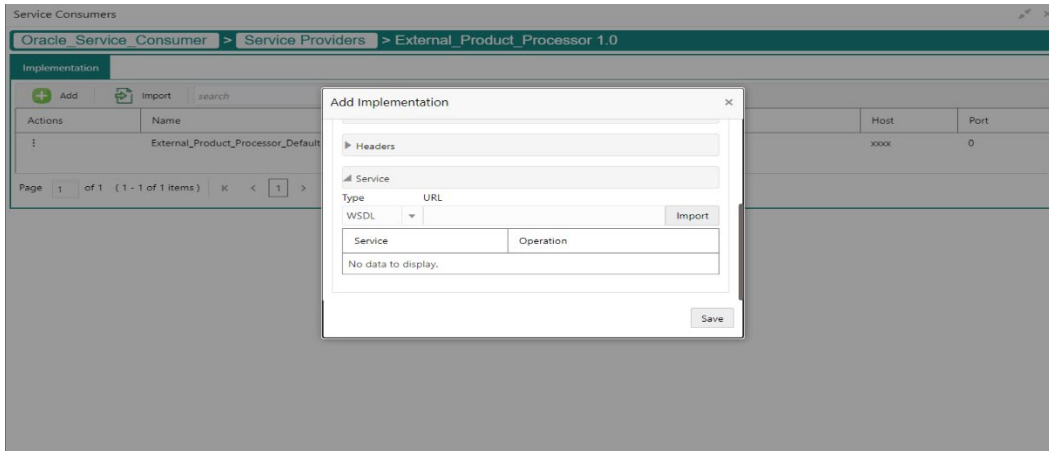 Service Consumers
Oracle_Service_Consumer > Service Providers > External_Product_Processor 1.0
Implementation
Add Import search
Actions Name Host Port
External_Product_Processor_Default xxxx 0
Page 1 of 1 (1 - 1 of 1 items) K < 1 >
Add Implementation ×
Headers
Service
Type URL
WSDL Import
Service Operation
No data to display.
Save